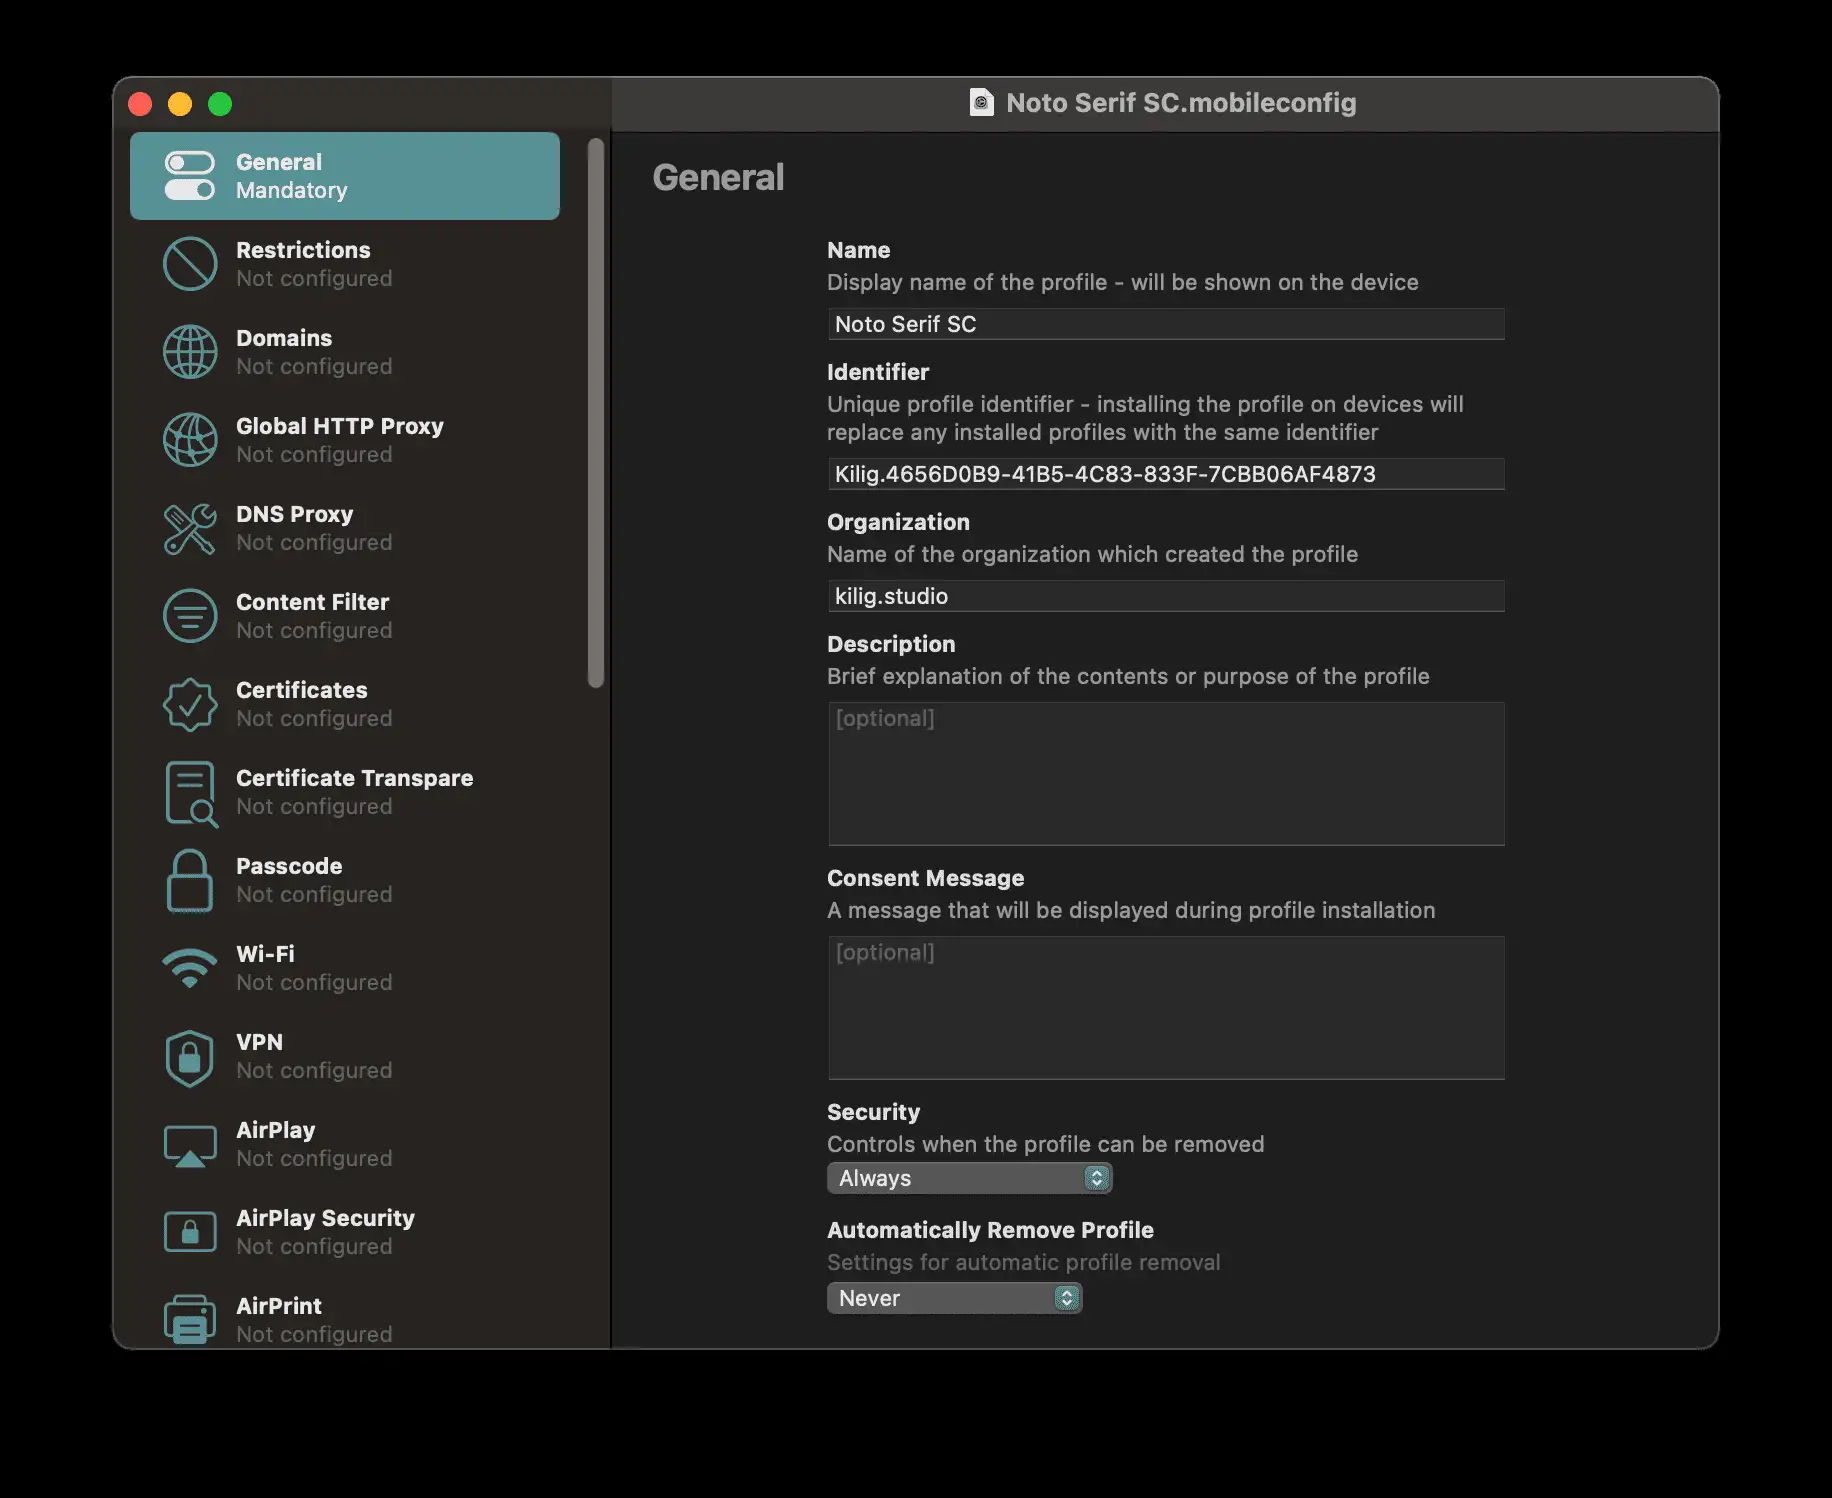 Noto Serif SC.mobileconfig
General
Mandatory
Restrictions
Not configured
Domains
Not configured
Global HTTP Proxy
Not configured
DNS Proxy
Not configured
Content Filter
Not configured
Certificates
Not configured
Certificate Transpare
Not configured
Passcode
Not configured
Wi-Fi
Not configured
VPN
Not configured
AirPlay
Not configured
AirPlay Security
Not configured
AirPrint
Not configured
General
Name
Display name of the profile - will be shown on the device
Noto Serif SC
Identifier
Unique profile identifier - installing the profile on devices will
replace any installed profiles with the same identifier
Kilig.4656D0B9-41B5-4C83-833F-7CBB06AF4873
Organization
Name of the organization which created the profile
kilig.studio
Description
Brief explanation of the contents or purpose of the profile
[optional]
Consent Message
A message that will be displayed during profile installation
[optional]
Security
Controls when the profile can be removed
Always
Automatically Remove Profile
Settings for automatic profile removal
Never